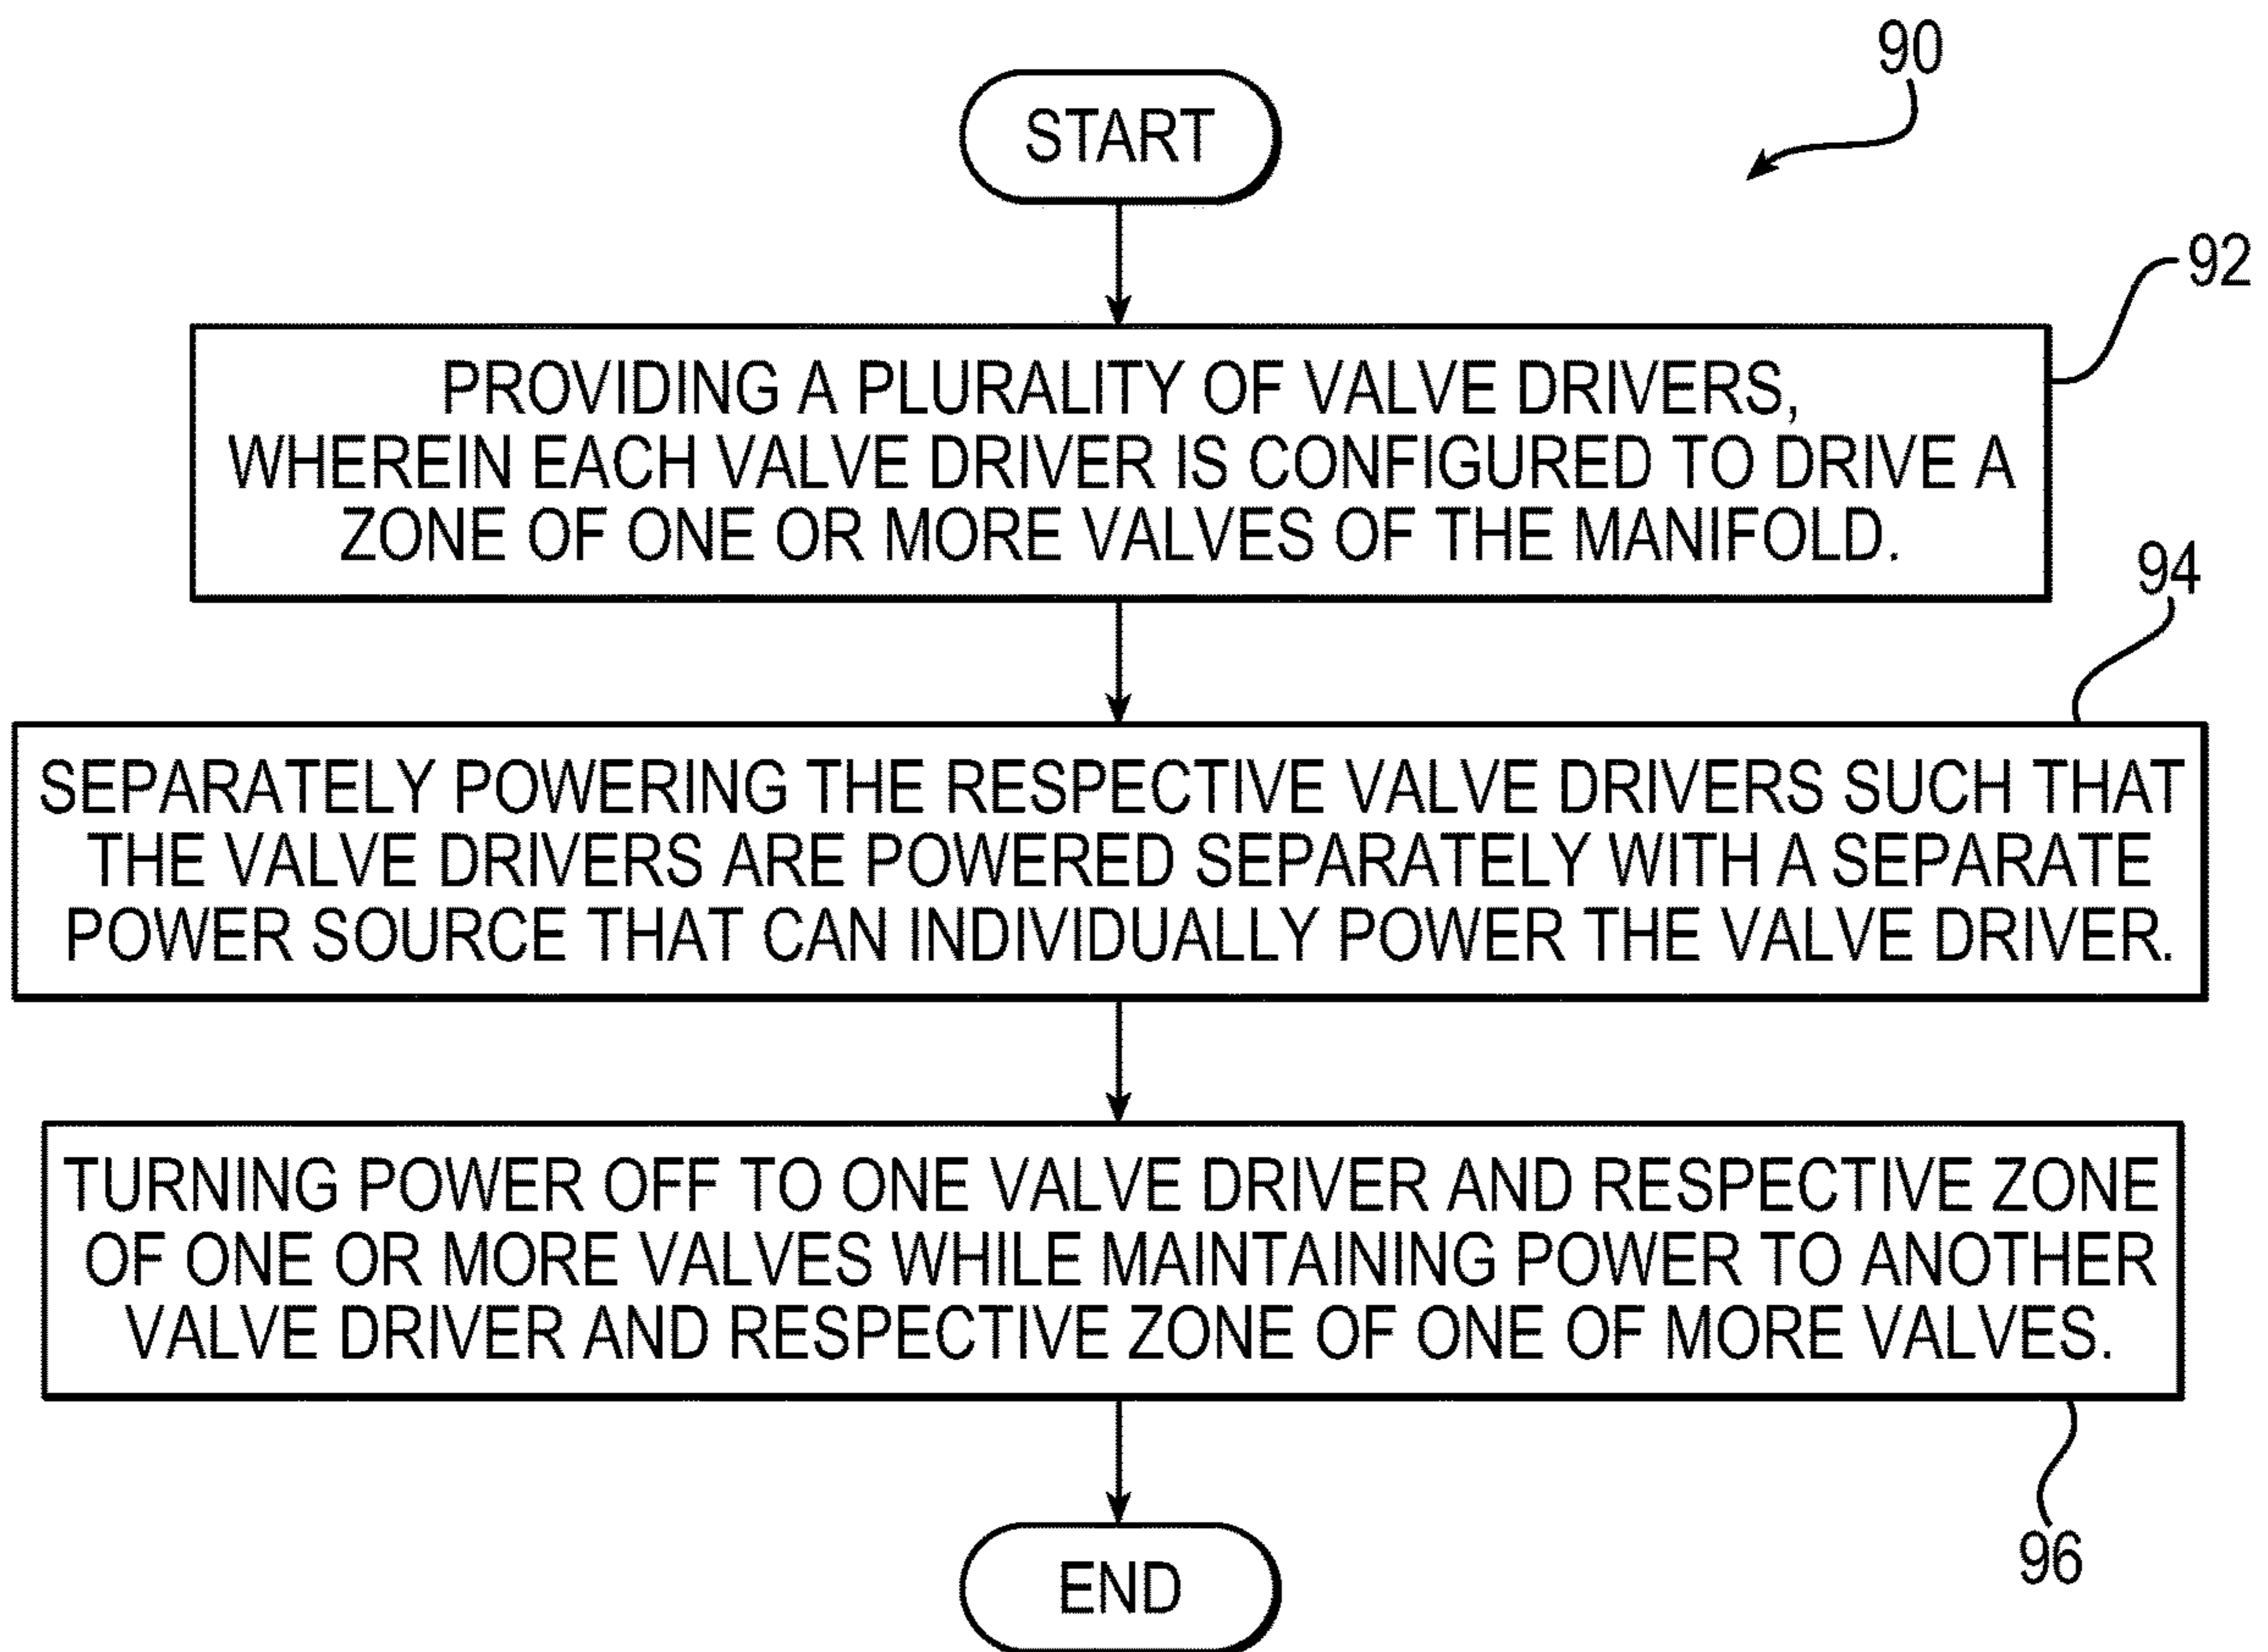 90
START
92
PROVIDING A PLURALITY OF VALVE DRIVERS,
WHEREIN EACH VALVE DRIVER IS CONFIGURED TO DRIVE A
ZONE OF ONE OR MORE VALVES OF THE MANIFOLD.
94
SEPARATELY POWERING THE RESPECTIVE VALVE DRIVERS SUCH THAT
THE VALVE DRIVERS ARE POWERED SEPARATELY WITH A SEPARATE
POWER SOURCE THAT CAN INDIVIDUALLY POWER THE VALVE DRIVER.
TURNING POWER OFF TO ONE VALVE DRIVER AND RESPECTIVE ZONE
OF ONE OR MORE VALVES WHILE MAINTAINING POWER TO ANOTHER
VALVE DRIVER AND RESPECTIVE ZONE OF ONE OF MORE VALVES.
96
END